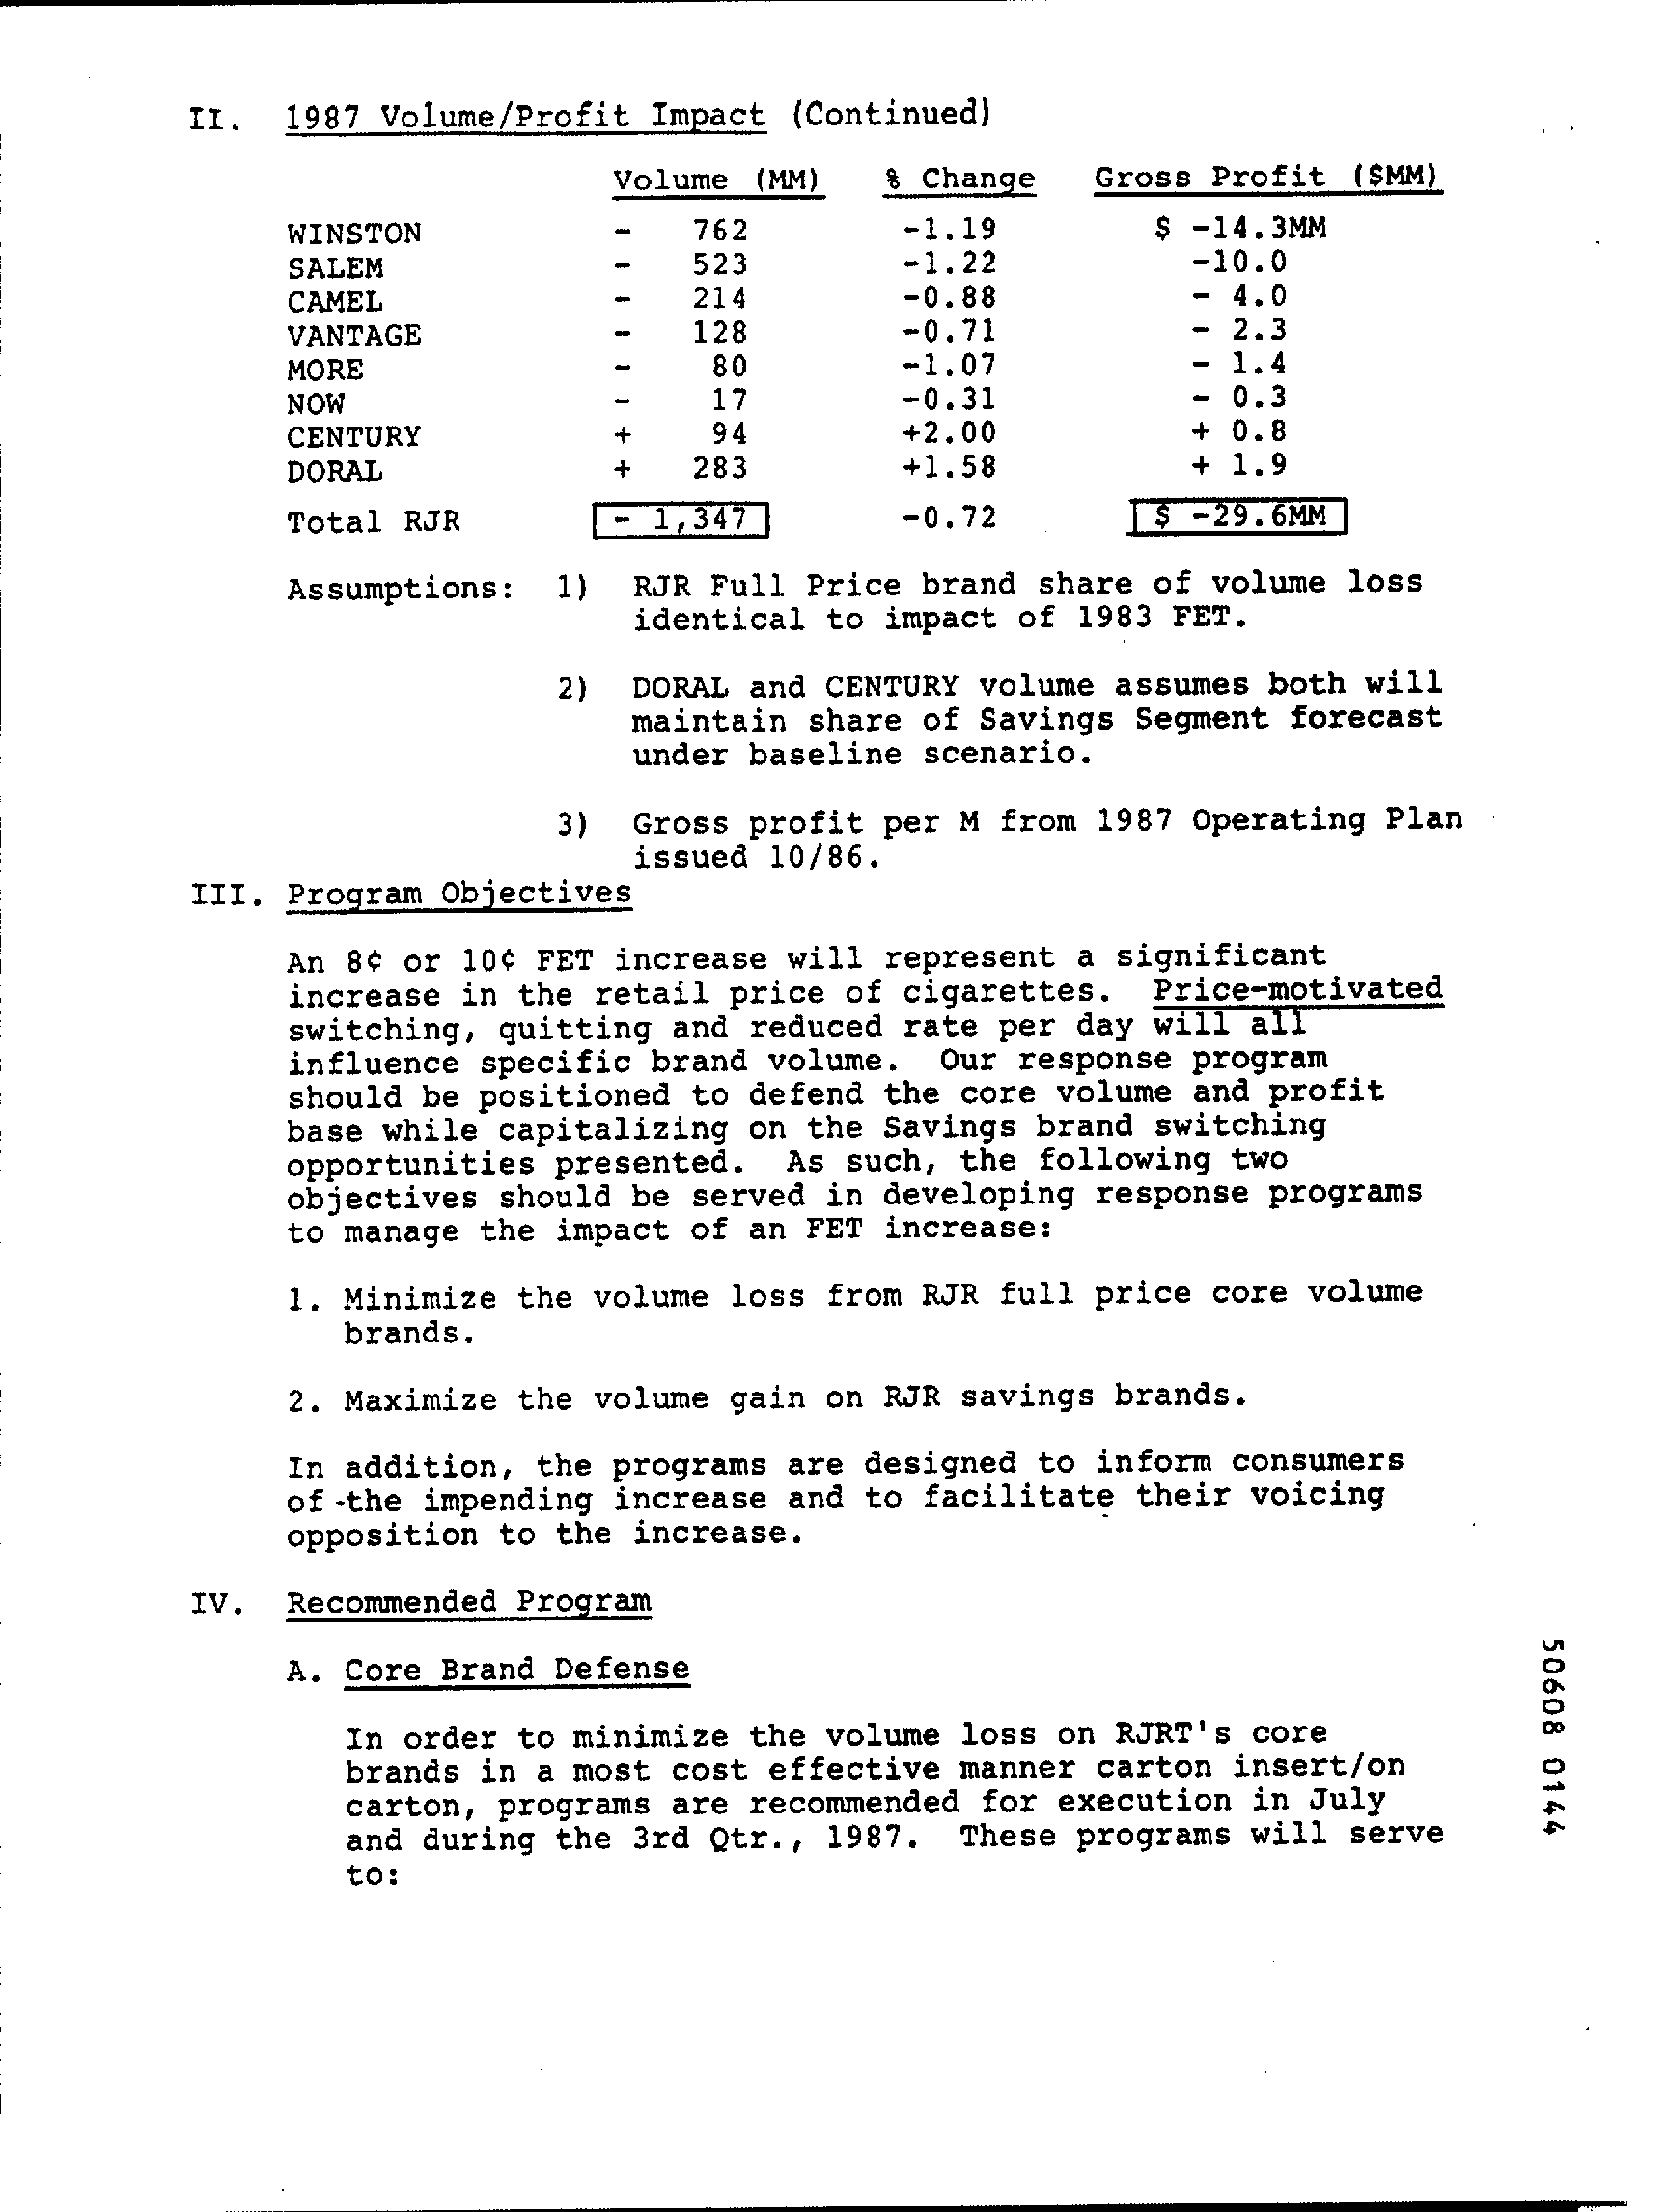 II. 1987 Volume/Profit Impact (Continued)
Volume (MM) % Change Gross Profit ($MM)
WINSTON - 762 -1.19 $ -14.3MM
SALEM - 523 -1.22 -10.0
CAMEL - 214 -0.88 - 4.0
VANTAGE - 128 -0.71 - 2.3
MORE - 80 -1.07 - 1.4
NOW - 17 -0.31 - 0.3
CENTURY + 94 +2.00 + 0.8
DORAL + 283 +1.58 + 1.9
Total RJR - 1,347 -0.72 $ -29.6MM
Assumptions: 1) RJR Full Price brand share of volume loss
identical to impact of 1983 FET.
2) DORAL and CENTURY volume assumes both will
maintain share of Savings Segment forecast
under baseline scenario.
3) Gross profit per M from 1987 Operating Plan
issued 10/86.
III. Program Objectives
An 8¢ or 10¢ FET increase will represent a significant
increase in the retail price of cigarettes. Price-motivated
switching, quitting and reduced rate per day will all
influence specific brand volume. Our response program
should be positioned to defend the core volume and profit
base while capitalizing on the Savings brand switching
opportunities presented. As such, the following two
objectives should be served in developing response programs
to manage the impact of an FET increase:
1. Minimize the volume loss from RJR full price core volume
brands.
2. Maximize the volume gain on RJR savings brands.
In addition, the programs are designed to inform consumers
of -the impending increase and to facilitate their voicing
opposition to the increase.
IV. Recommended Program
A. Core Brand Defense
In order to minimize the volume loss on RJRT's core
brands in a most cost effective manner carton insert/on
carton, programs are recommended for execution in July
and during the 3rd Qtr., 1987. These programs will serve
to:
50608 0144